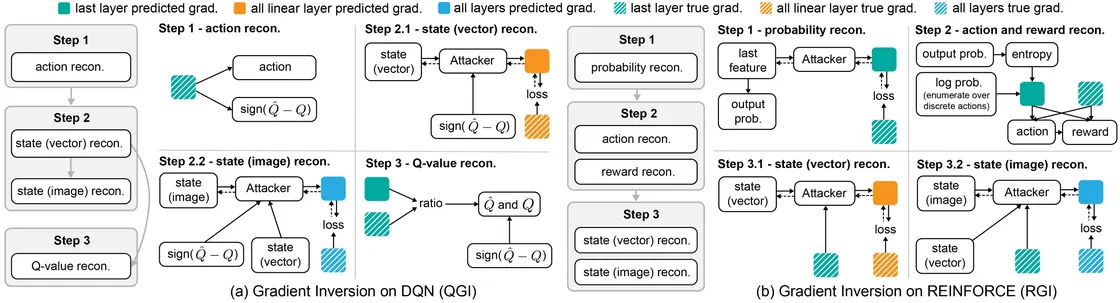 last layer predicted grad.
all linear layer predicted grad.
all layers predicted grad.
last layer true grad.
all linear layer true grad.
all layers true grad.
Step 1
action recon.
Step 2
state (vector) recon.
state (image) recon.
Step 3
Q-value recon.
Step 1 - action recon.
action
sign(Q̂ − Q)
Step 2.1 - state (vector) recon.
state
(vector)
Attacker
loss
sign(Q̂ − Q)
Step 2.2 - state (image) recon.
state
(image)
Attacker
loss
sign(Q̂ − Q)
state
(vector)
Step 3 - Q-value recon.
ratio
Q̂ and Q
sign(Q̂ − Q)
(a) Gradient Inversion on DQN (QGI)
Step 1
probability recon.
Step 2
action recon.
reward recon.
Step 3
state (vector) recon.
state (image) recon.
Step 1 - probability recon.
last
feature
Attacker
loss
output
prob.
Step 2 - action and reward recon.
output prob.
entropy
log prob.
(enumerate over
discrete actions)
action
reward
Step 3.1 - state (vector) recon.
state
(vector)
Attacker
loss
Step 3.2 - state (image) recon.
state
(image)
Attacker
loss
state
(vector)
(b) Gradient Inversion on REINFORCE (RGI)